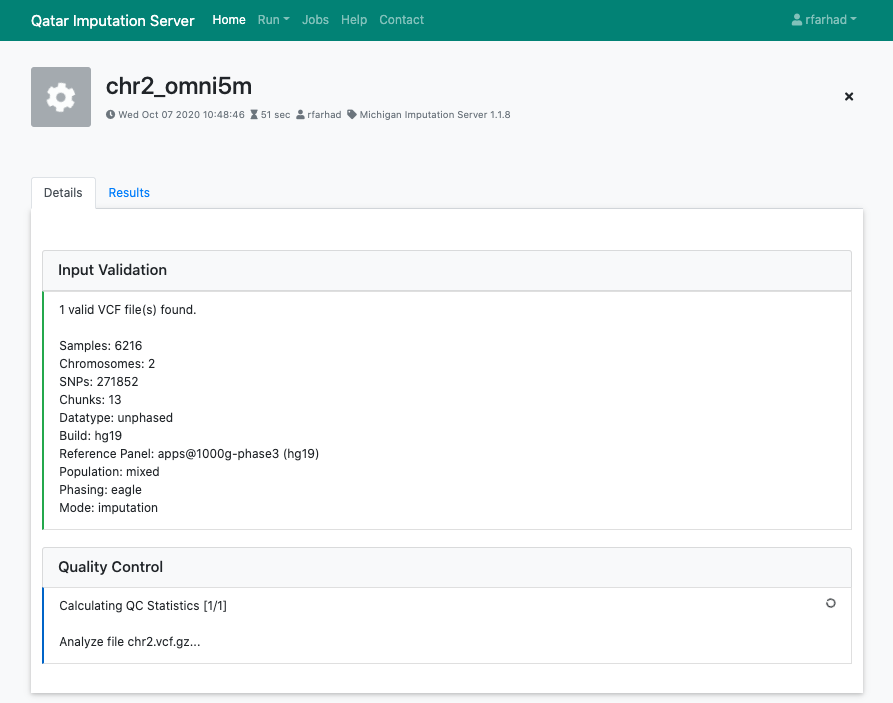 Qatar Imputation Server Home Run Jobs Help Contact rfarhad
chr2_omni5m
Wed Oct 07 2020 10:48:46 51 sec rfarhad Michigan Imputation Server 1.1.8
Details Results
Input Validation
1 valid VCF file(s) found.
Samples: 6216
Chromosomes: 2
SNPs: 271852
Chunks: 13
Datatype: unphased
Build: hg19
Reference Panel: apps@1000g-phase3 (hg19)
Population: mixed
Phasing: eagle
Mode: imputation
Quality Control
Calculating QC Statistics [1/1]
Analyze file chr2.vcf.gz...